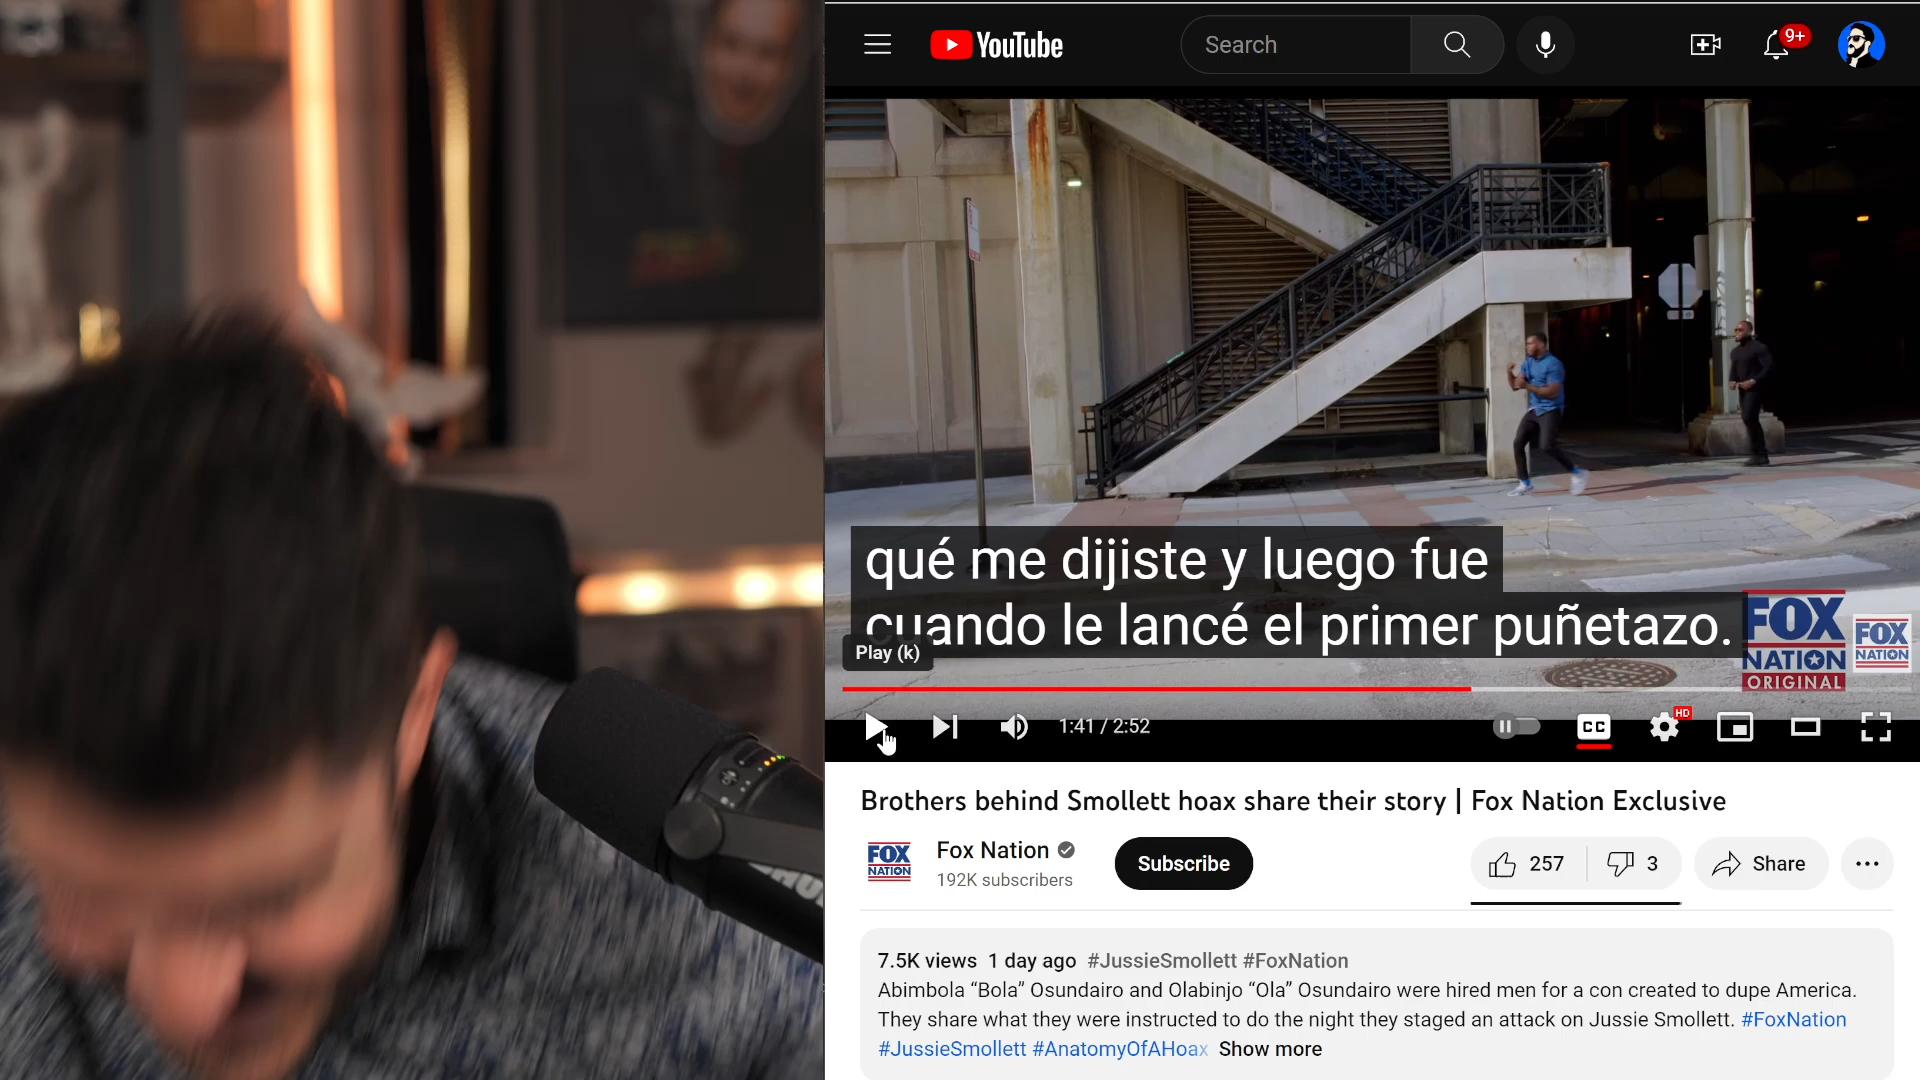 YouTube
Search
9+
qué me dijiste y luego fue
cuando le lancé el primer puñetazo.
Play (k)
FOX
NATION
ORIGINAL
FOX
NATION
1:41 / 2:52
CC
HD
Brothers behind Smollett hoax share their story | Fox Nation Exclusive
FOX
NATION
Fox Nation
192K subscribers
Subscribe
257
3
Share
7.5K views 1 day ago #JussieSmollett #FoxNation
Abimbola “Bola” Osundairo and Olabinjo “Ola” Osundairo were hired men for a con created to dupe America.
They share what they were instructed to do the night they staged an attack on Jussie Smollett. #FoxNation
#JussieSmollett #AnatomyOfAHoax Show more